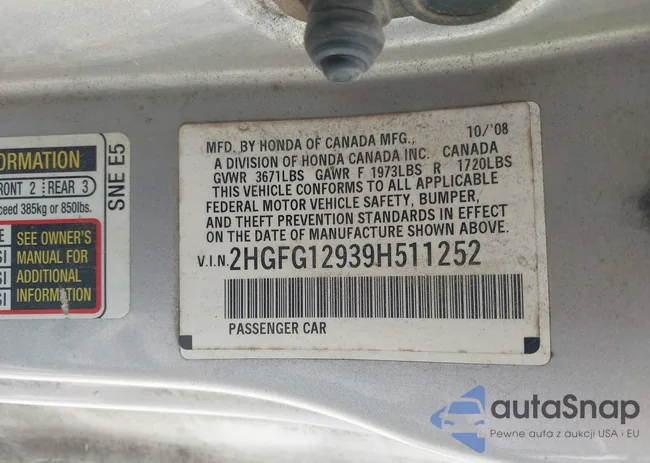 ORMATION
RONT 2 REAR 3
ceed 385kg or 850lbs.
SEE OWNER'S
SI MANUAL FOR
SI ADDITIONAL
SI INFORMATION
SNE E5
MFD. BY HONDA OF CANADA MFG., 10/'08
A DIVISION OF HONDA CANADA INC. CANADA
GVWR 3671LBS GAWR F 1973LBS R 1720LBS
THIS VEHICLE CONFORMS TO ALL APPLICABLE
FEDERAL MOTOR VEHICLE SAFETY, BUMPER,
AND THEFT PREVENTION STANDARDS IN EFFECT
ON THE DATE OF MANUFACTURE SHOWN ABOVE.
V.I.N. 2HGFG12939H511252
PASSENGER CAR
autaSnap
Pewne auta z aukcji USA i EU